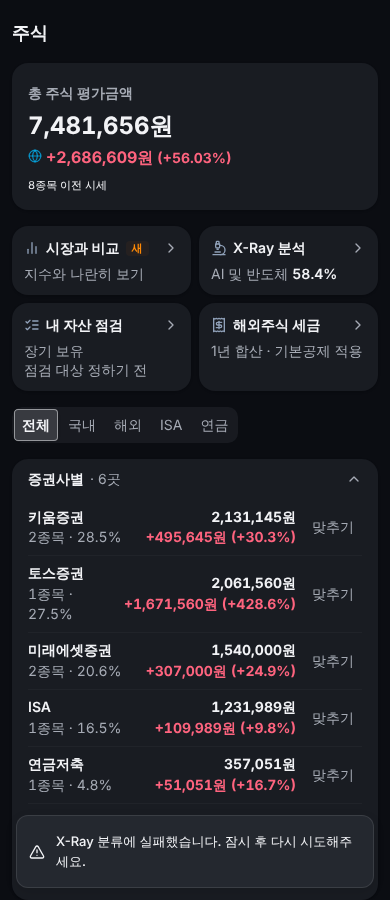 주식
총 주식 평가금액
7,481,656원
+2,686,609원 (+56.03%)
8종목 이전 시세
시장과 비교 새
지수와 나란히 보기
X-Ray 분석
AI 및 반도체 58.4%
내 자산 점검
장기 보유
점검 대상 정하기 전
해외주식 세금
1년 합산 · 기본공제 적용
전체 국내 해외 ISA 연금
증권사별 · 6곳
키움증권 2,131,145원
2종목 · 28.5% +495,645원 (+30.3%) 맞추기
토스증권 2,061,560원
1종목 · +1,671,560원 (+428.6%) 맞추기
27.5%
미래에셋증권 1,540,000원
2종목 · 20.6% +307,000원 (+24.9%) 맞추기
ISA 1,231,989원
1종목 · 16.5% +109,989원 (+9.8%) 맞추기
연금저축 357,051원
1종목 · 4.8% +51,051원 (+16.7%) 맞추기
X-Ray 분류에 실패했습니다. 잠시 후 다시 시도해주
세요.